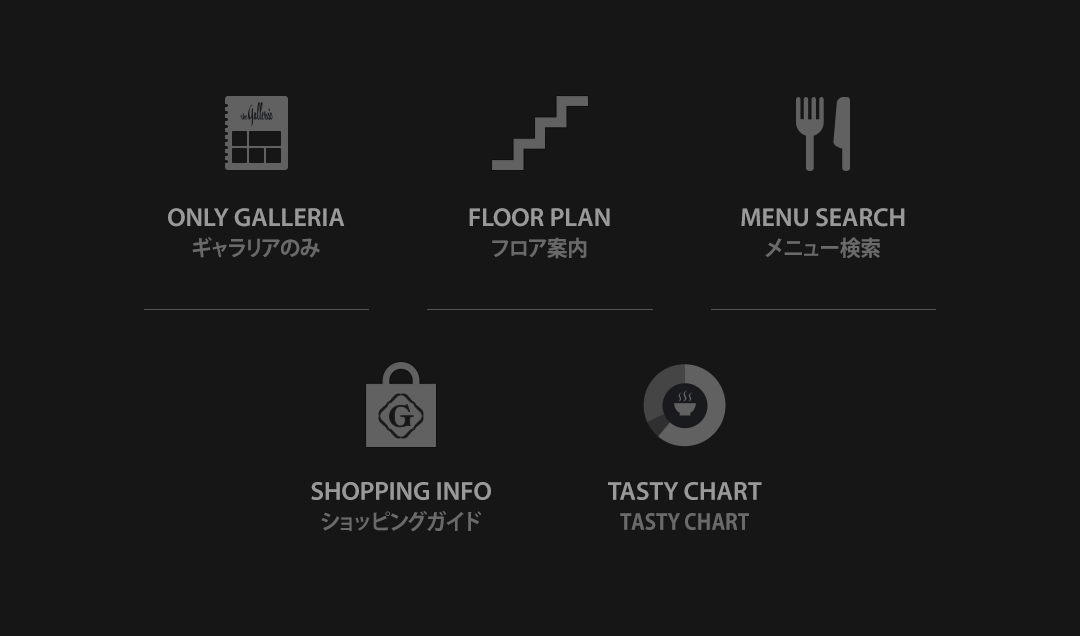 the Gallerie
ONLY GALLERIA
ギャラリアのみ
FLOOR PLAN
フロア案内
MENU SEARCH
メニュー検索
G
SHOPPING INFO
ショッピングガイド
TASTY CHART
TASTY CHART